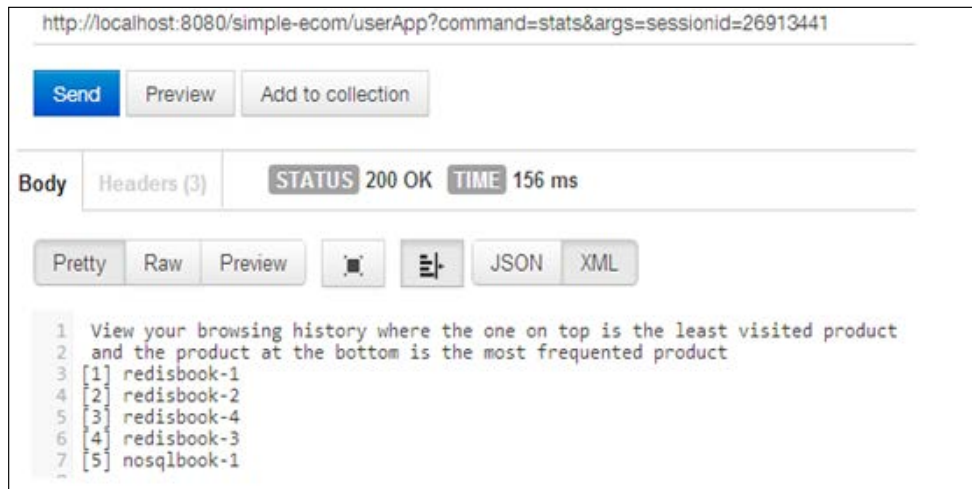 http://localhost:8080/simple-ecom/userApp?command=stats&args=sessionid=26913441
Send Preview Add to collection
Body Headers (3) STATUS 200 OK TIME 156 ms
Pretty Raw Preview JSON XML
1 View your browsing history where the one on top is the least visited product
2 and the product at the bottom is the most frequented product
3 [1] redisbook-1
4 [2] redisbook-2
5 [3] redisbook-4
6 [4] redisbook-3
7 [5] nosqlbook-1